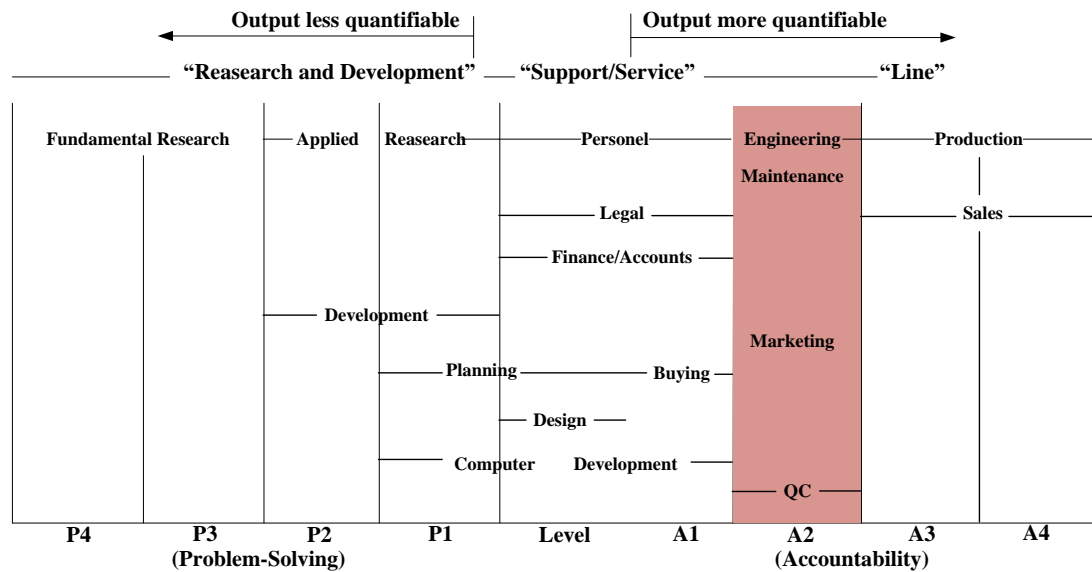 Output less quantifiable Output more quantifiable
“Reasearch and Development” “Support/Service” “Line”
Fundamental Research Applied Reasearch Personel Engineering Production
Maintenance
Legal Sales
Finance/Accounts
Development
Marketing
Planning Buying
Design
Computer Development
QC
P4 P3 P2 P1 Level A1 A2 A3 A4
(Problem-Solving) (Accountability)